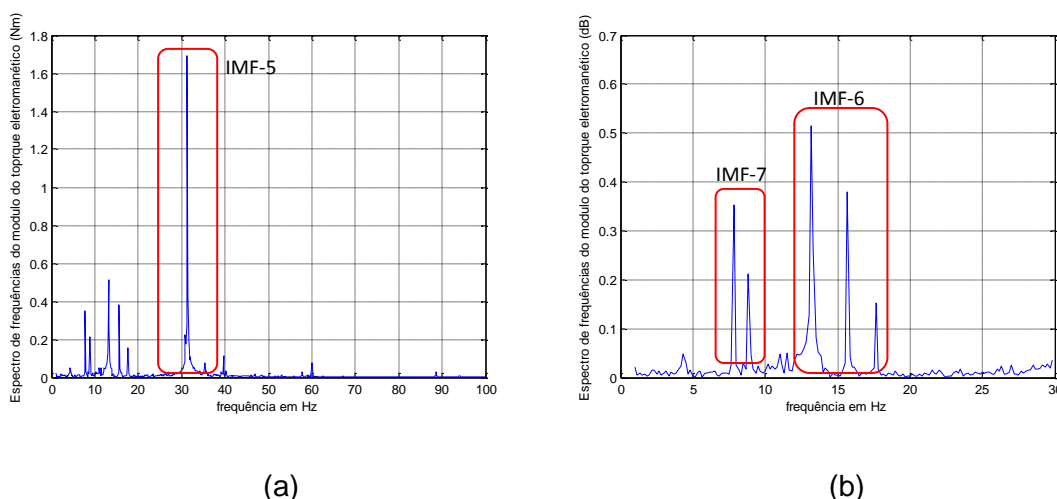 Espectro de frequências do modulo do toprque eletromanético (Nm)
1.8
1.6
1.4
1.2
1
0.8
0.6
0.4
0.2
0
IMF-5
0 10 20 30 40 50 60 70 80 90 100
frequência em Hz
(a)
Espectro de frequências do modulo do toprque eletromanético (dB)
0.7
0.6
0.5
0.4
0.3
0.2
0.1
0
IMF-6
IMF-7
0 5 10 15 20 25 30
frequência em Hz
(b)